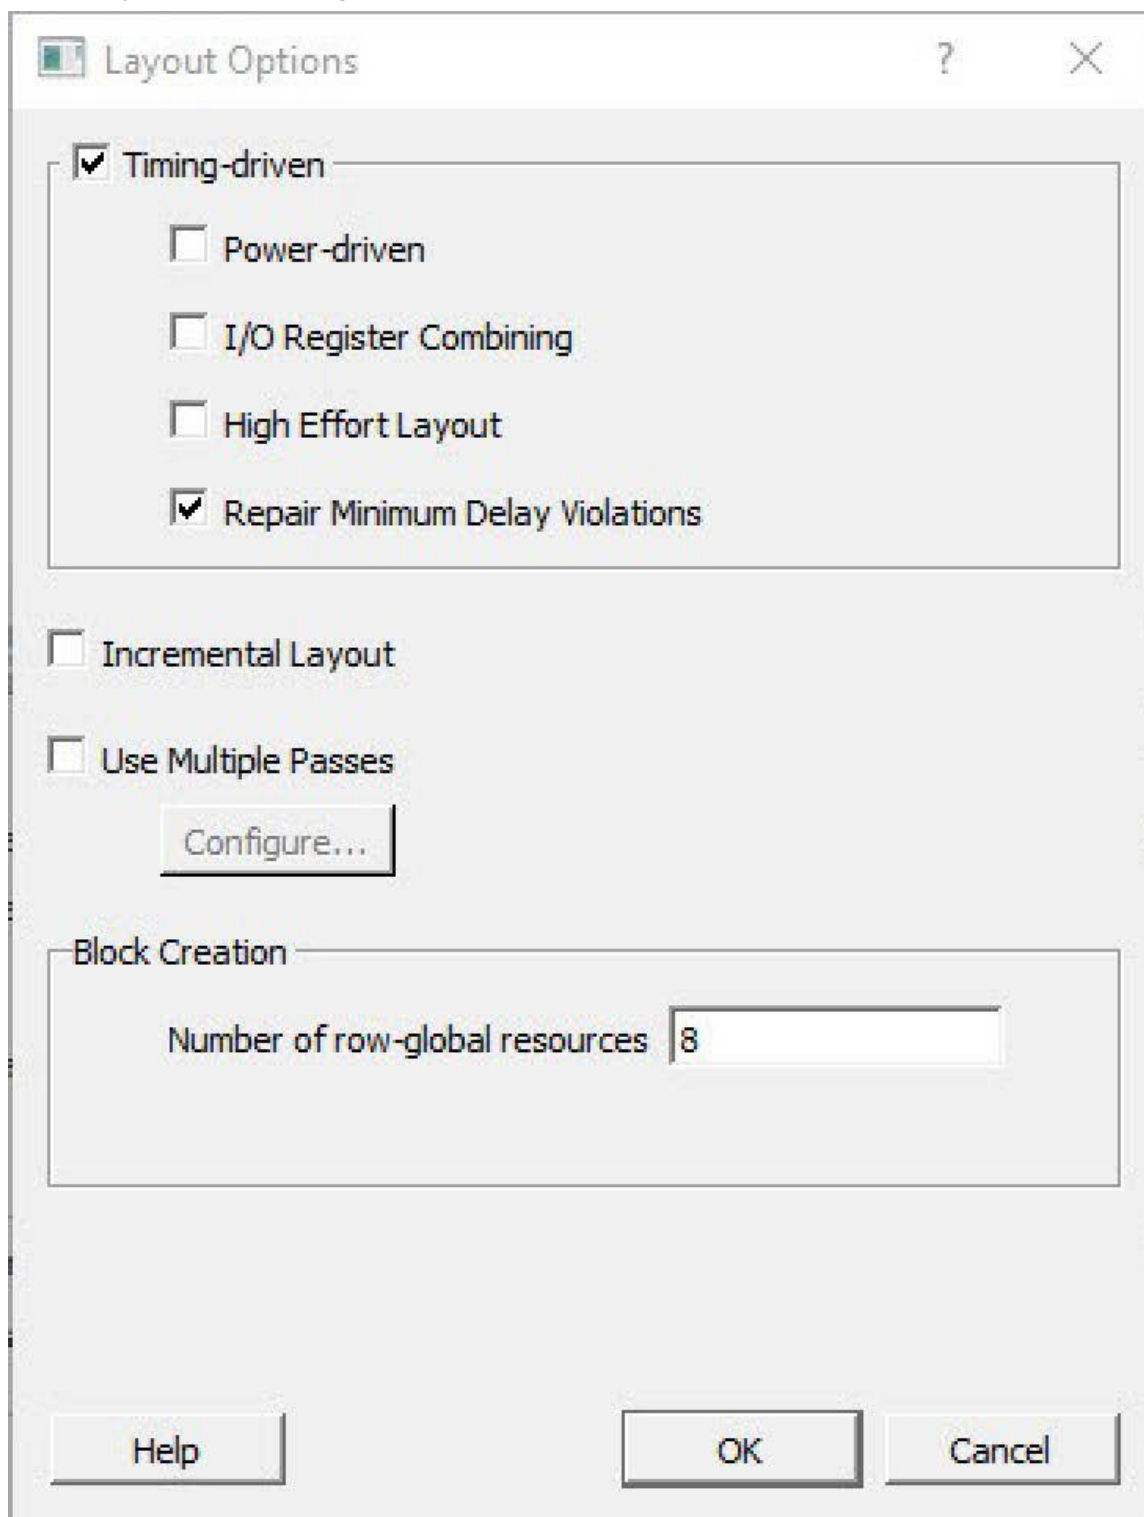 Layout Options
?
Timing-driven
Power-driven
I/O Register Combining
High Effort Layout
Repair Minimum Delay Violations
Incremental Layout
Use Multiple Passes
Configure...
Block Creation
Number of row-global resources 8
Help OK Cancel